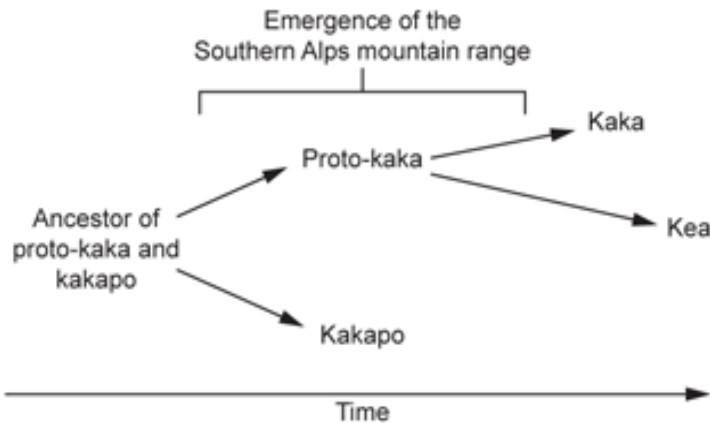 Emergence of the
Southern Alps mountain range
Kaka
Proto-kaka
Ancestor of
proto-kaka and
kakapo
Kea
Kakapo
Time